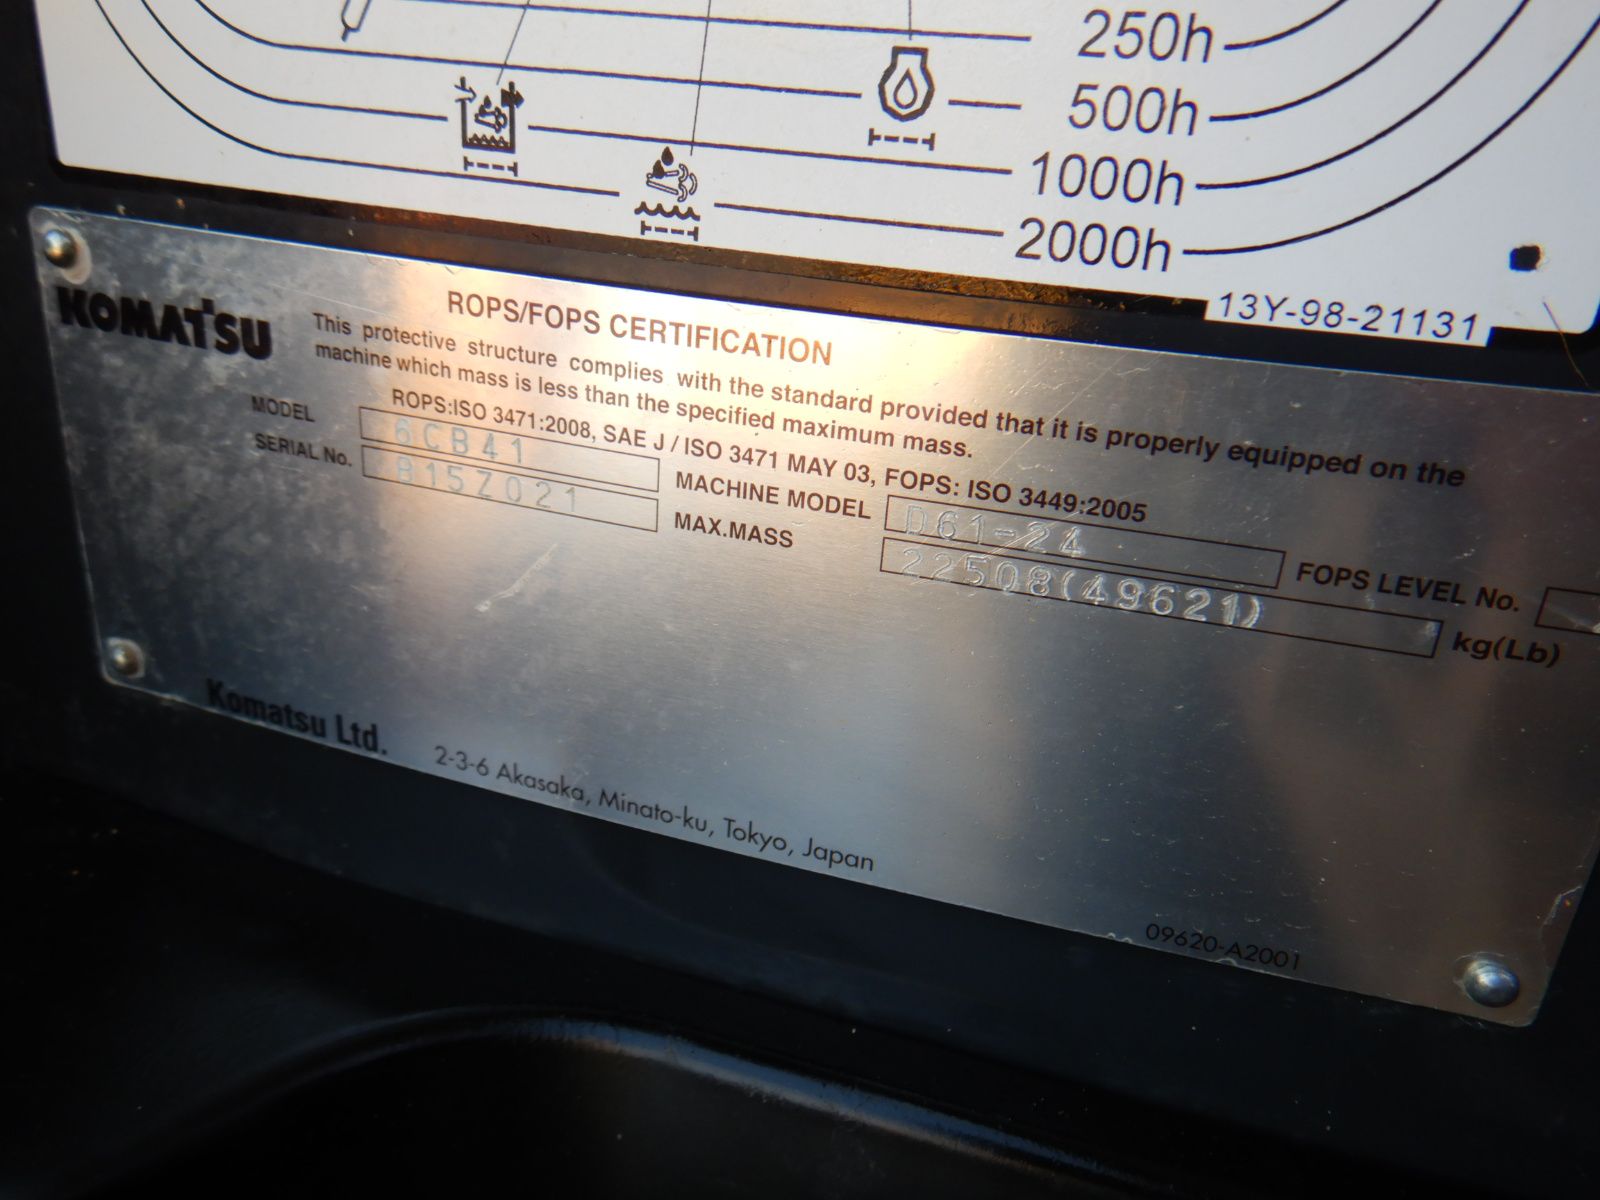 250h
500h
1000h
2000h
13Y-98-21131
KOMATSU
ROPS/FOPS CERTIFICATION
This protective structure complies with the standard provided that it is properly equipped on the
machine which mass is less than the specified maximum mass.
ROPS:ISO 3471:2008, SAE J / ISO 3471 MAY 03, FOPS: ISO 3449:2005
MODEL 6CB41 MACHINE MODEL D61-24 FOPS LEVEL No.
SERIAL No. B15Z021 MAX.MASS 22508(49621) kg(Lb)
Komatsu Ltd. 2-3-6 Akasaka, Minato-ku, Tokyo, Japan
09620-A2001